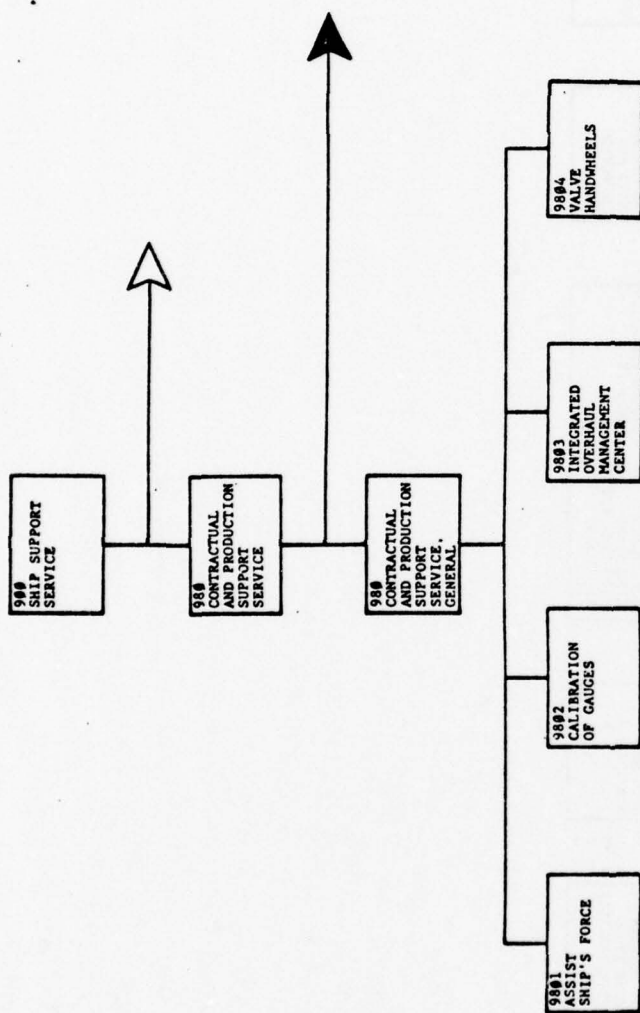 900
SHIP SUPPORT
SERVICE
980
CONTRACTUAL
AND PRODUCTION
SUPPORT
SERVICE
980
CONTRACTUAL
AND PRODUCTION
SUPPORT
SERVICE,
GENERAL
9801
ASSIST
SHIP'S FORCE
9802
CALIBRATION
OF GAUGES
9803
INTEGRATED
OVERHAUL
MANAGEMENT
CENTER
9804
VALVE
HANDWHEELS